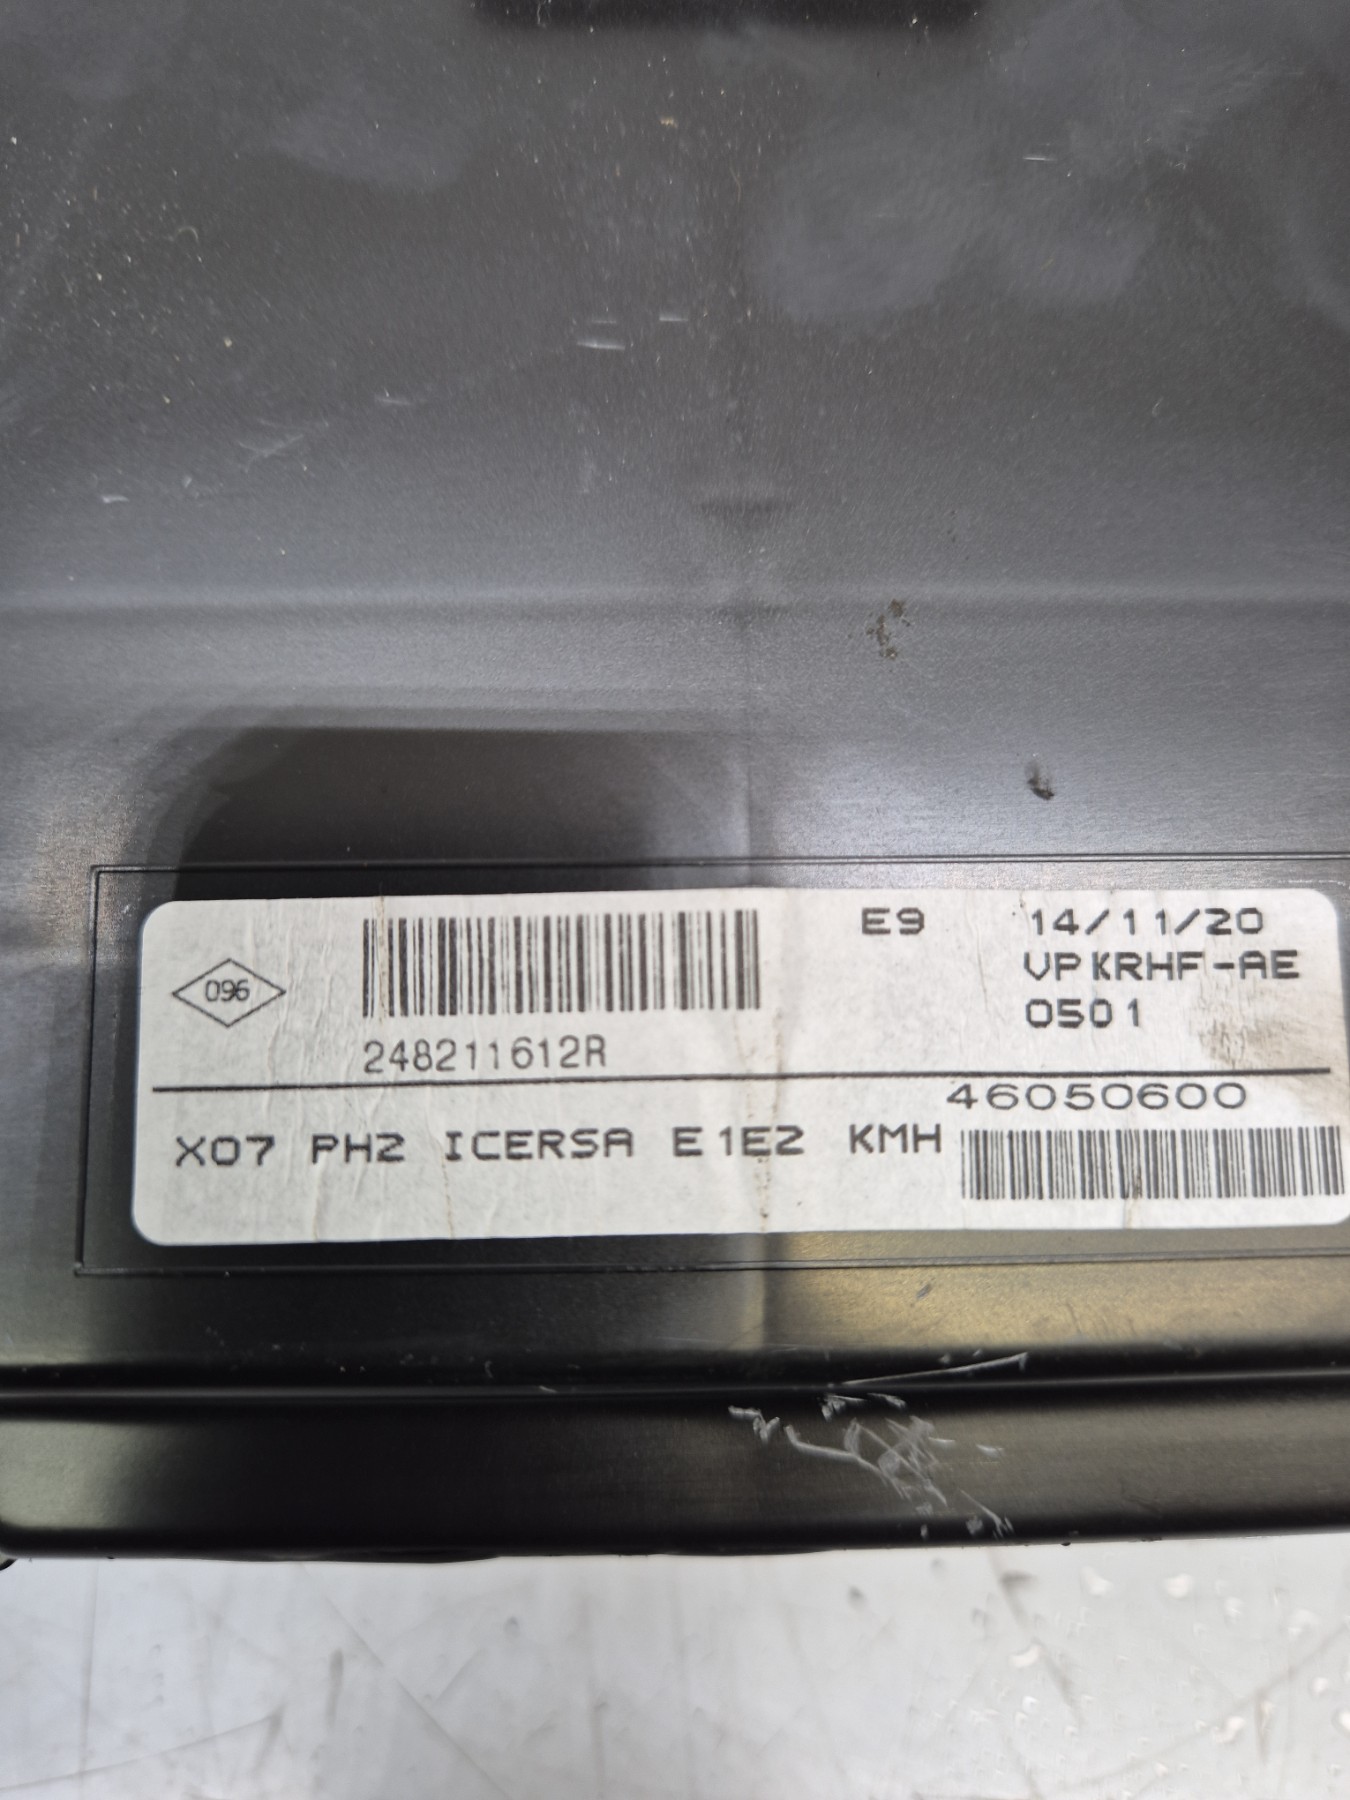 096
248211612R
E9
14/11/20
VPKRHF-AE
0501
46050600
X07 PH2 ICERSA E1E2 KMH